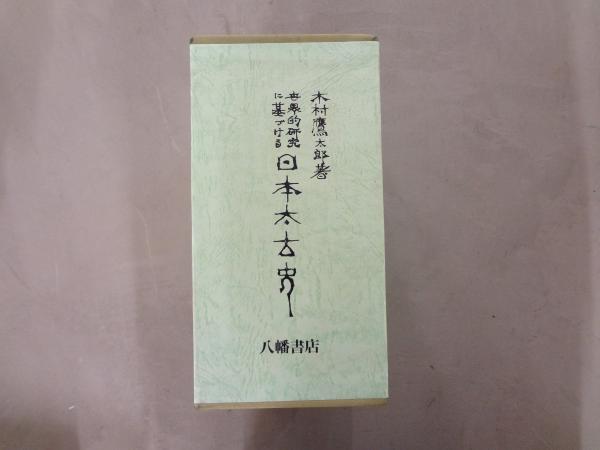 木村鷹太郎著
世界的研究
に基づける
日本太古史
八幡書店